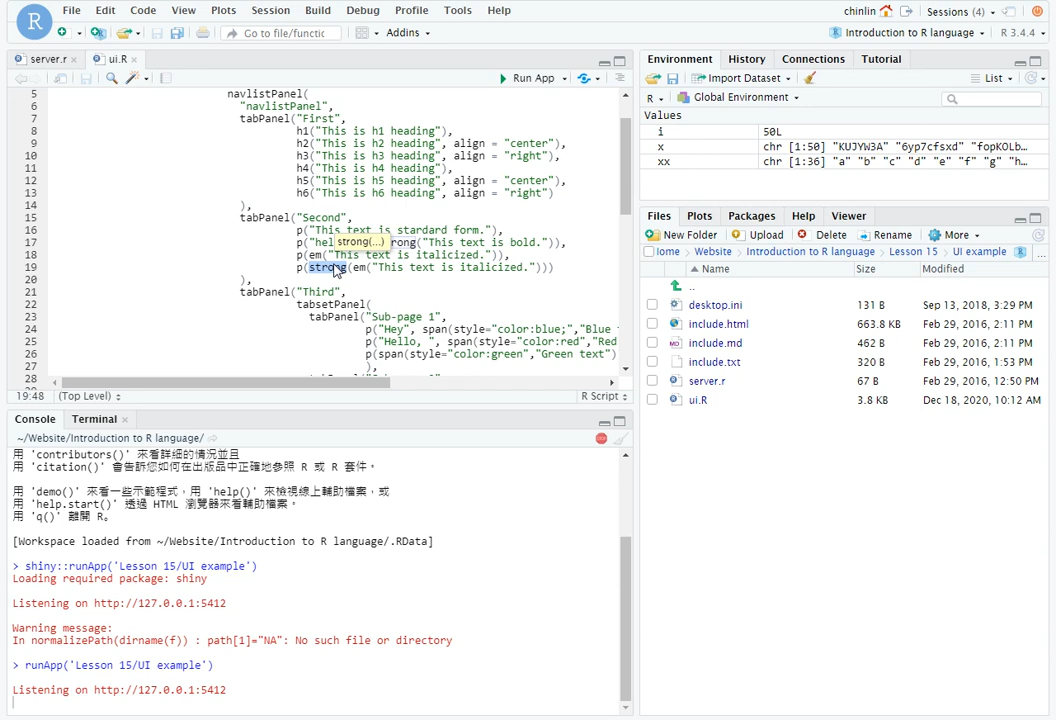 File Edit Code View Plots Session Build Debug Profile Tools Help
chinlin Sessions (4)
Go to file/functic Addins
Introduction to R language R 3.4.4
server.r ui.R
Run App
5 navlistPanel(
6 "navlistPanel",
7 tabPanel("First",
8 h1("This is h1 heading"),
9 h2("This is h2 heading", align = "center"),
10 h3("This is h3 heading", align = "right"),
11 h4("This is h4 heading"),
12 h5("This is h5 heading", align = "center"),
13 h6("This is h6 heading", align = "right")
14 ),
15 tabPanel("Second",
16 p("This text is standard form."),
17 p("hel strong(...) rong("This text is bold.")),
18 p(em("This text is italicized.")),
19 p(strong(em("This text is italicized.")))
20 ),
21 tabPanel("Third",
22 tabsetPanel(
23 tabPanel("Sub-page 1",
24 p("Hey", span(style="color:blue;","Blue
25 p("Hello, ", span(style="color:red","Red
26 p(span(style="color:green","Green text")
27 ),
28
19:48 (Top Level) R Script
Console Terminal
~/Website/Introduction to R language/
用 'contributors()' 來看詳細的情況並且
用 'citation()' 會告訴您如何在出版品中正確地參照 R 或 R 套件。
用 'demo()' 來看一些示範程式，用 'help()' 來檢視線上輔助檔案，或
用 'help.start()' 透過 HTML 瀏覽器來看輔助檔案。
用 'q()' 離開 R。
[Workspace loaded from ~/Website/Introduction to R language/.RData]
> shiny::runApp('Lesson 15/UI example')
Loading required package: shiny
Listening on http://127.0.0.1:5412
Warning message:
In normalizePath(dirname(f)) : path[1]="NA": No such file or directory
> runApp('Lesson 15/UI example')
Listening on http://127.0.0.1:5412
Environment History Connections Tutorial
Import Dataset List
R Global Environment
Values
i 50L
x chr [1:50] "KUJYW3A" "6yp7cfsxd" "fopKOLb…
xx chr [1:36] "a" "b" "c" "d" "e" "f" "g" "h…
Files Plots Packages Help Viewer
New Folder Upload Delete Rename More
Home Website Introduction to R language Lesson 15 UI example ...
Name Size Modified
..
desktop.ini 131 B Sep 13, 2018, 3:29 PM
include.html 663.8 KB Feb 29, 2016, 2:11 PM
include.md 462 B Feb 29, 2016, 2:11 PM
include.txt 320 B Feb 29, 2016, 1:53 PM
server.r 67 B Feb 29, 2016, 12:50 PM
ui.R 3.8 KB Dec 18, 2020, 10:12 AM